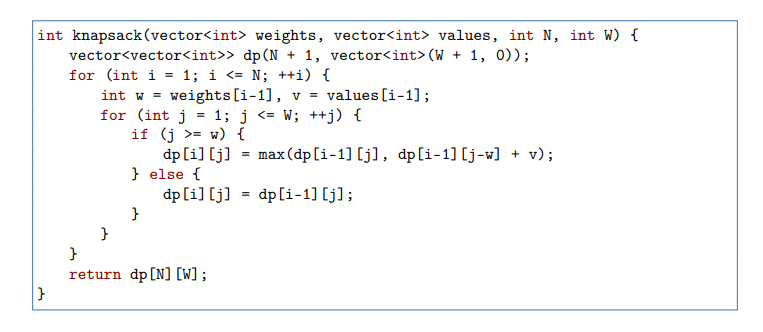 int knapsack(vector<int> weights, vector<int> values, int N, int W) {
    vector<vector<int>> dp(N + 1, vector<int>(W + 1, 0));
    for (int i = 1; i <= N; ++i) {
        int w = weights[i-1], v = values[i-1];
        for (int j = 1; j <= W; ++j) {
            if (j >= w) {
                dp[i][j] = max(dp[i-1][j], dp[i-1][j-w] + v);
            } else {
                dp[i][j] = dp[i-1][j];
            }
        }
    }
    return dp[N][W];
}